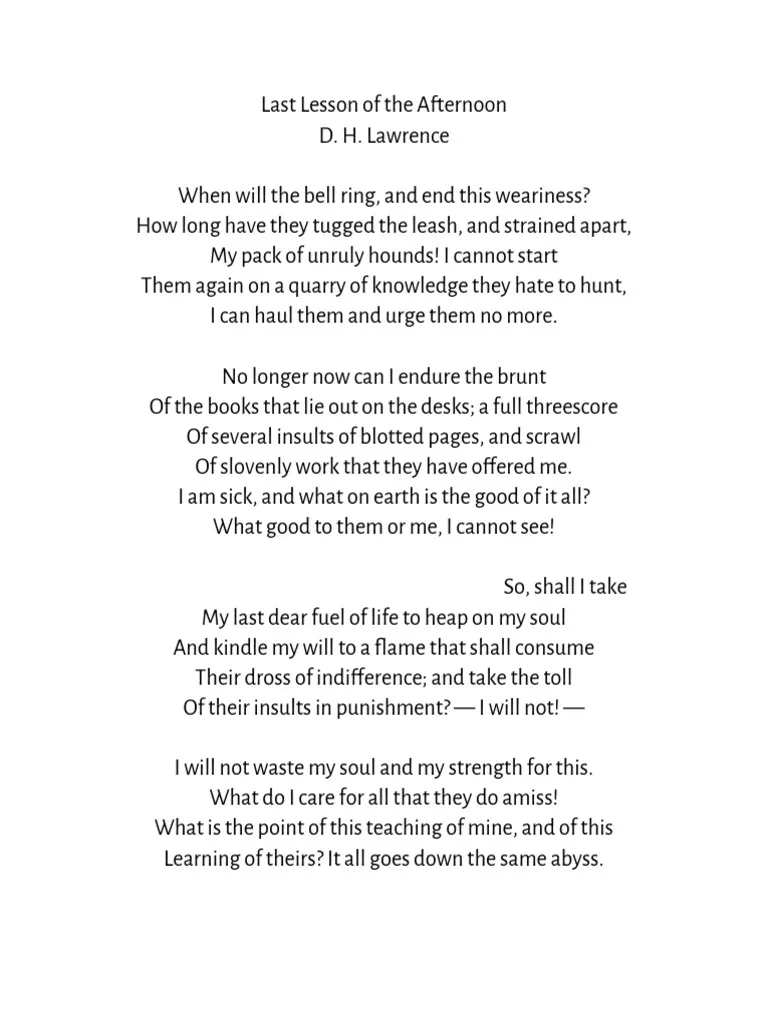 Last Lesson of the Afternoon
D. H. Lawrence
When will the bell ring, and end this weariness?
How long have they tugged the leash, and strained apart,
My pack of unruly hounds! I cannot start
Them again on a quarry of knowledge they hate to hunt,
I can haul them and urge them no more.
No longer now can I endure the brunt
Of the books that lie out on the desks; a full threescore
Of several insults of blotted pages, and scrawl
Of slovenly work that they have offered me.
I am sick, and what on earth is the good of it all?
What good to them or me, I cannot see!
So, shall I take
My last dear fuel of life to heap on my soul
And kindle my will to a flame that shall consume
Their dross of indifference; and take the toll
Of their insults in punishment? — I will not! —
I will not waste my soul and my strength for this.
What do I care for all that they do amiss!
What is the point of this teaching of mine, and of this
Learning of theirs? It all goes down the same abyss.